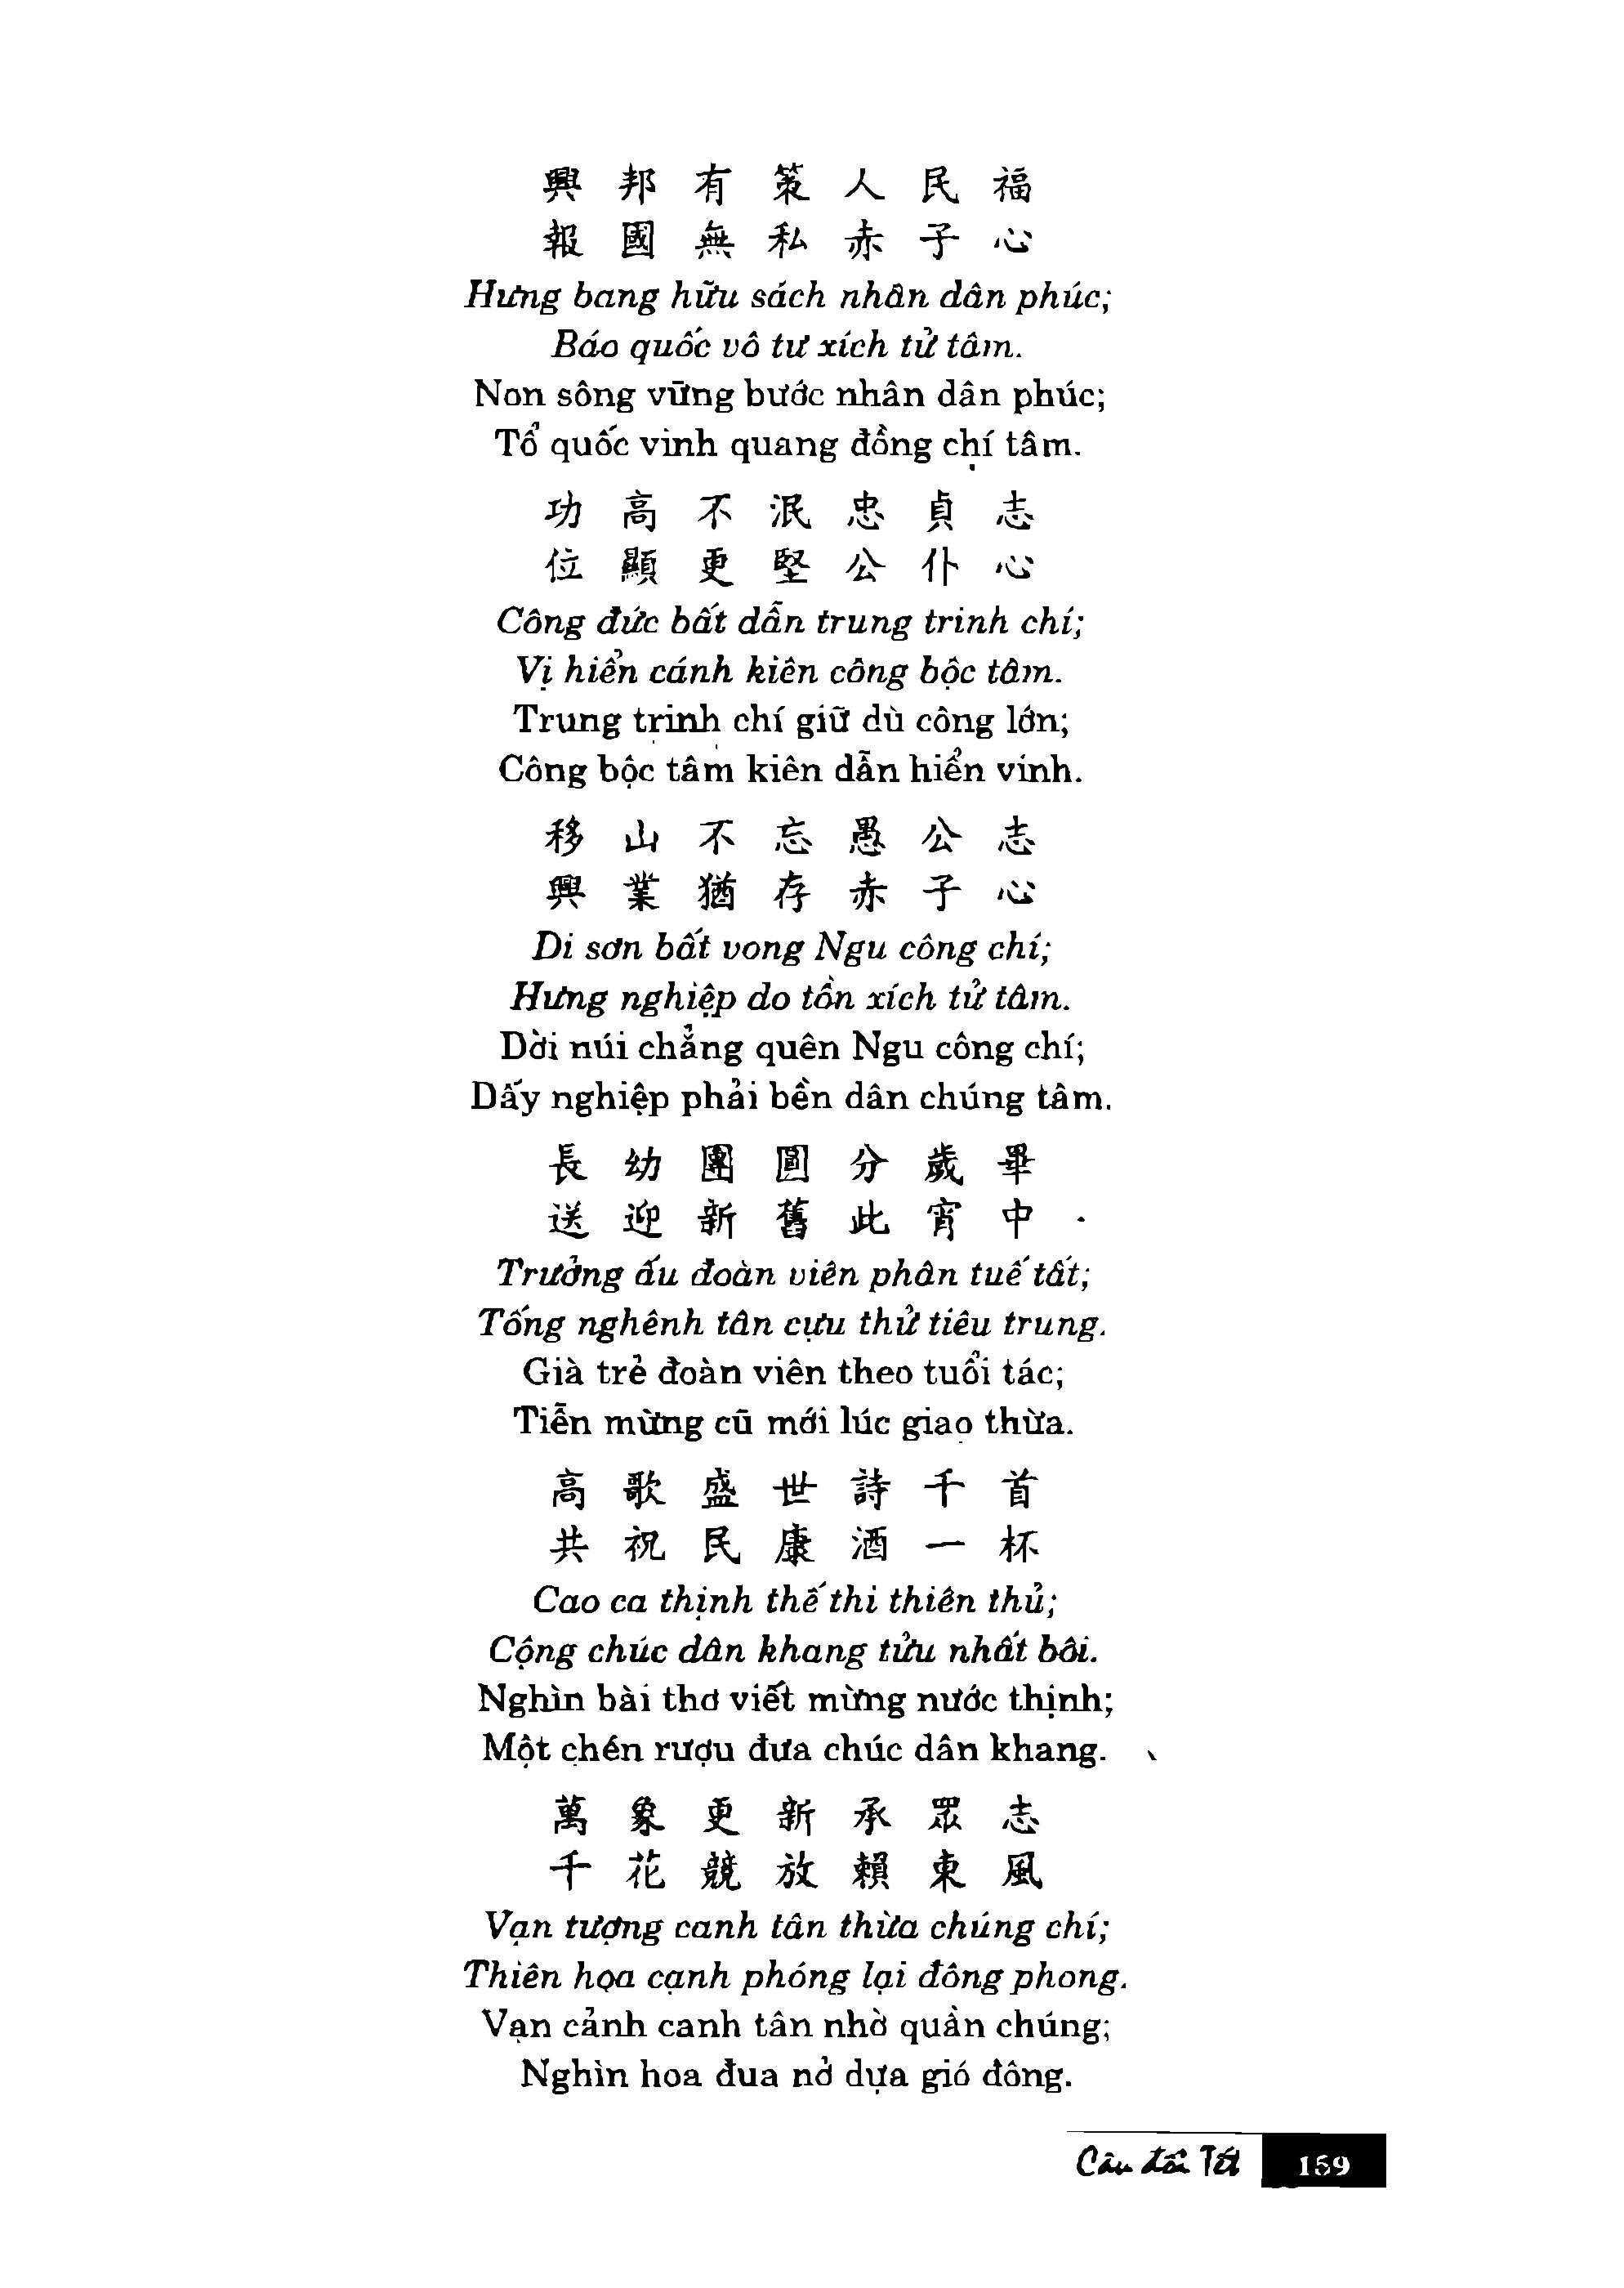 興邦有策人民福
報國無私赤子心
Hưng bang hữu sách nhân dân phúc;
Báo quốc vô tư xích tử tâm.
Non sông vững bước nhân dân phúc;
Tổ quốc vinh quang đồng chí tâm.
功高不泯忠貞志
位顯更堅公仆心
Công đức bất dẫn trung trinh chí;
Vị hiển cánh kiên công bộc tâm.
Trung trinh chí giữ dù công lớn;
Công bộc tâm kiên dẫn hiển vinh.
移山不忘愚公志
興業猶存赤子心
Di sơn bất vong Ngu công chí;
Hưng nghiệp do tồn xích tử tâm.
Dời núi chẳng quên Ngu công chí;
Dấy nghiệp phải bền dân chúng tâm.
長幼團圓分歲畢
送迎新舊此宵中
Trưởng ấu đoàn viên phân tuế tất;
Tống nghênh tân cựu thử tiêu trung.
Già trẻ đoàn viên theo tuổi tác;
Tiễn mừng cũ mới lúc giao thừa.
高歌盛世詩千首
共祝民康酒一杯
Cao ca thịnh thế thi thiên thủ;
Cộng chúc dân khang tửu nhất bôi.
Nghìn bài thơ viết mừng nước thịnh;
Một chén rượu đưa chúc dân khang.
萬象更新承眾志
千花競放賴東風
Vạn tượng canh tân thừa chúng chí;
Thiên hoa cạnh phóng lại đông phong.
Vạn cảnh canh tân nhờ quần chúng;
Nghìn hoa đua nở dựa gió đông.
Câu đối Tết 159